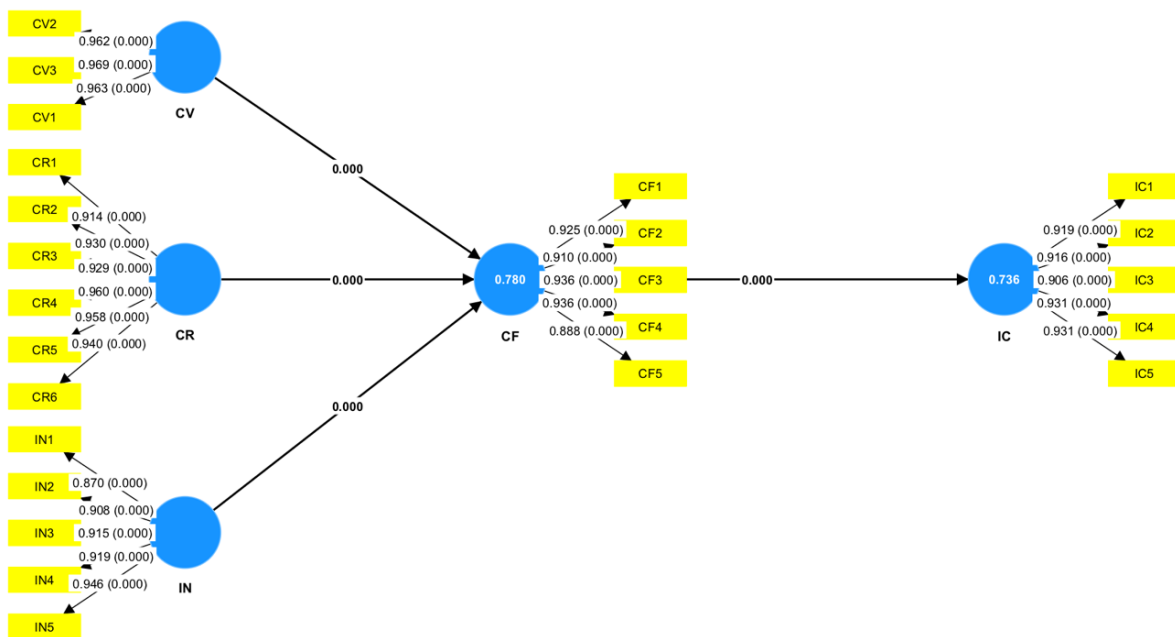 CV2
CV3
CV1
0.962 (0.000)
0.969 (0.000)
0.963 (0.000)
CV
CR1
CR2
CR3
CR4
CR5
CR6
0.914 (0.000)
0.930 (0.000)
0.929 (0.000)
0.960 (0.000)
0.958 (0.000)
0.940 (0.000)
CR
IN1
IN2
IN3
IN4
IN5
0.870 (0.000)
0.908 (0.000)
0.915 (0.000)
0.919 (0.000)
0.946 (0.000)
IN
0.000
0.000
0.000
0.780
CF
0.925 (0.000)
0.910 (0.000)
0.936 (0.000)
0.936 (0.000)
0.888 (0.000)
CF1
CF2
CF3
CF4
CF5
0.000
0.736
IC
0.919 (0.000)
0.916 (0.000)
0.906 (0.000)
0.931 (0.000)
0.931 (0.000)
IC1
IC2
IC3
IC4
IC5